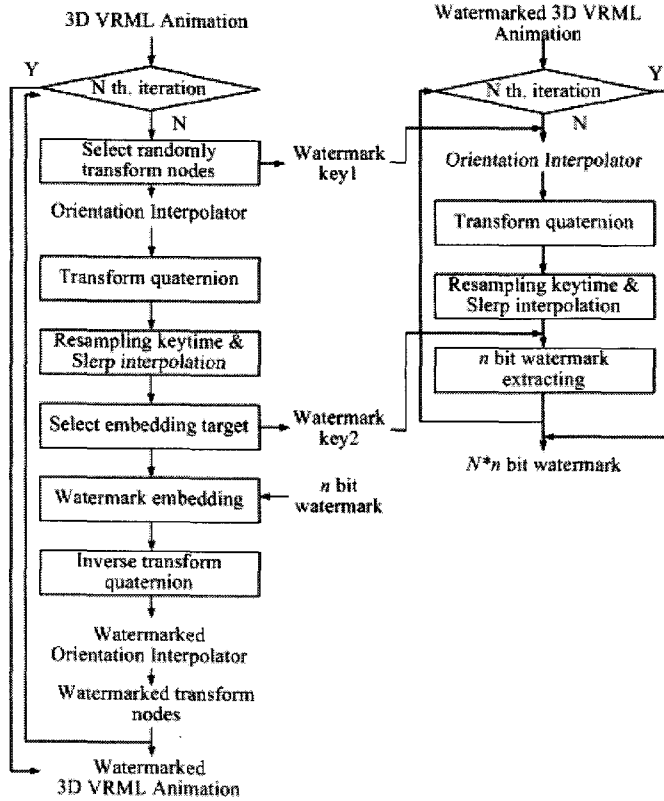 3D VRML Animation
Y
N th. iteration
N
Select randomly
transform nodes
Watermark
key1
Orientation Interpolator
Transform quaternion
Resampling keytime &
Slerp interpolation
Select embedding target
Watermark
key2
Watermark embedding
n bit
watermark
Inverse transform
quaternion
Watermarked
Orientation Interpolator
Watermarked transform
nodes
Watermarked
3D VRML Animation
Watermarked 3D VRML
Animation
Y
N th. iteration
N
Orientation Interpolator
Transform quaternion
Resampling keytime &
Slerp interpolation
n bit watermark
extracting
N*n bit watermark